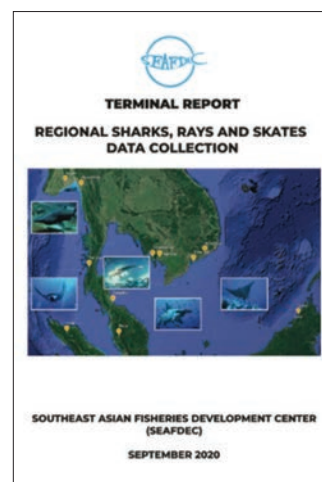 SEAFDEC
TERMINAL REPORT
REGIONAL SHARKS, RAYS AND SKATES
DATA COLLECTION
SOUTHEAST ASIAN FISHERIES DEVELOPMENT CENTER
(SEAFDEC)
SEPTEMBER 2020